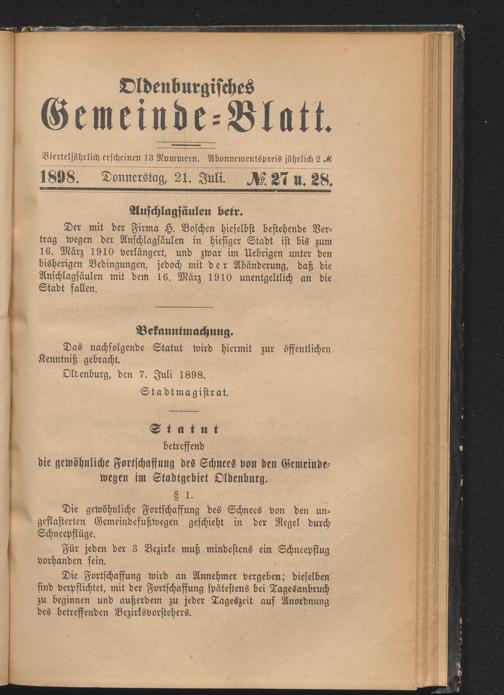 Oldenburgisches
Gemeinde-Blatt.
Vierteljährlich erscheinen 13 Nummern. Abonnementspreis jährlich 2 ℳ
1898. Donnerstag, 21. Juli. № 27 u. 28.
Anschlagsäulen betr.
Der mit der Firma H. Boschen hieselbst bestehende Ver-
trag wegen der Anschlagsäulen in hiesiger Stadt ist bis zum
16. März 1910 verlängert, und zwar im Uebrigen unter den
bisherigen Bedingungen, jedoch mit der Abänderung, daß die
Anschlagsäulen mit dem 16. März 1910 unentgeltlich an die
Stadt fallen.
Bekanntmachung.
Das nachfolgende Statut wird hiermit zur öffentlichen
Kenntniß gebracht.
Oldenburg, den 7. Juli 1898.
Stadtmagistrat.
Statut
betreffend
die gewöhnliche Fortschaffung des Schnees von den Gemeinde-
wegen im Stadtgebiet Oldenburg.
§ 1.
Die gewöhnliche Fortschaffung des Schnees von den un-
gepflasterten Gemeindefußwegen geschieht in der Regel durch
Schneepflüge.
Für jeden der 3 Bezirke muß mindestens ein Schneepflug
vorhanden sein.
Die Fortschaffung wird an Annehmer vergeben; dieselben
sind verpflichtet, mit der Fortschaffung spätestens bei Tagesanbruch
zu beginnen und außerdem zu jeder Tageszeit auf Anordnung
des betreffenden Bezirksvorstehers.